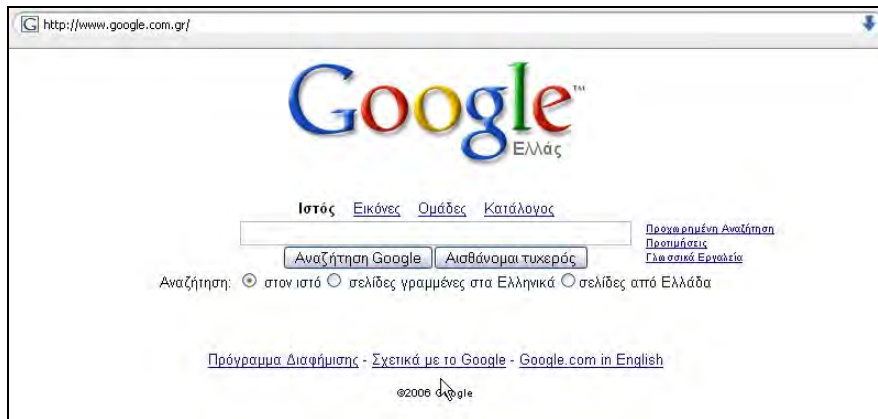 http://www.google.com.gr/
Google™
Ελλάς
Ιστός Εικόνες Ομάδες Κατάλογος
Προχωρημένη Αναζήτηση
Προτιμήσεις
Γλωσσικά Εργαλεία
Αναζήτηση Google Αισθάνομαι τυχερός
Αναζήτηση: στον ιστό σελίδες γραμμένες στα Ελληνικά σελίδες από Ελλάδα
Πρόγραμμα Διαφήμισης - Σχετικά με το Google - Google.com in English
©2006 Google